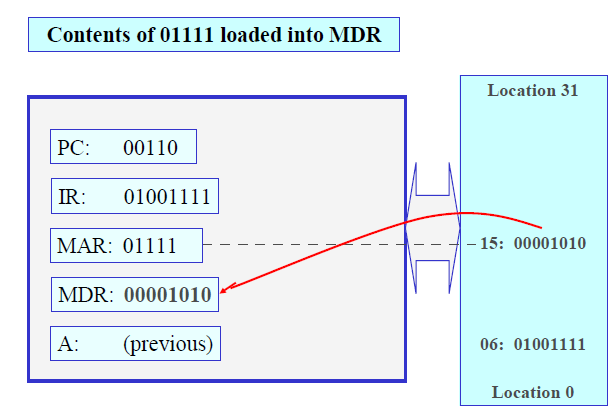 Contents of 01111 loaded into MDR
Location 31
PC: 00110
IR: 01001111
MAR: 01111
15: 00001010
MDR: 00001010
A: (previous)
06: 01001111
Location 0